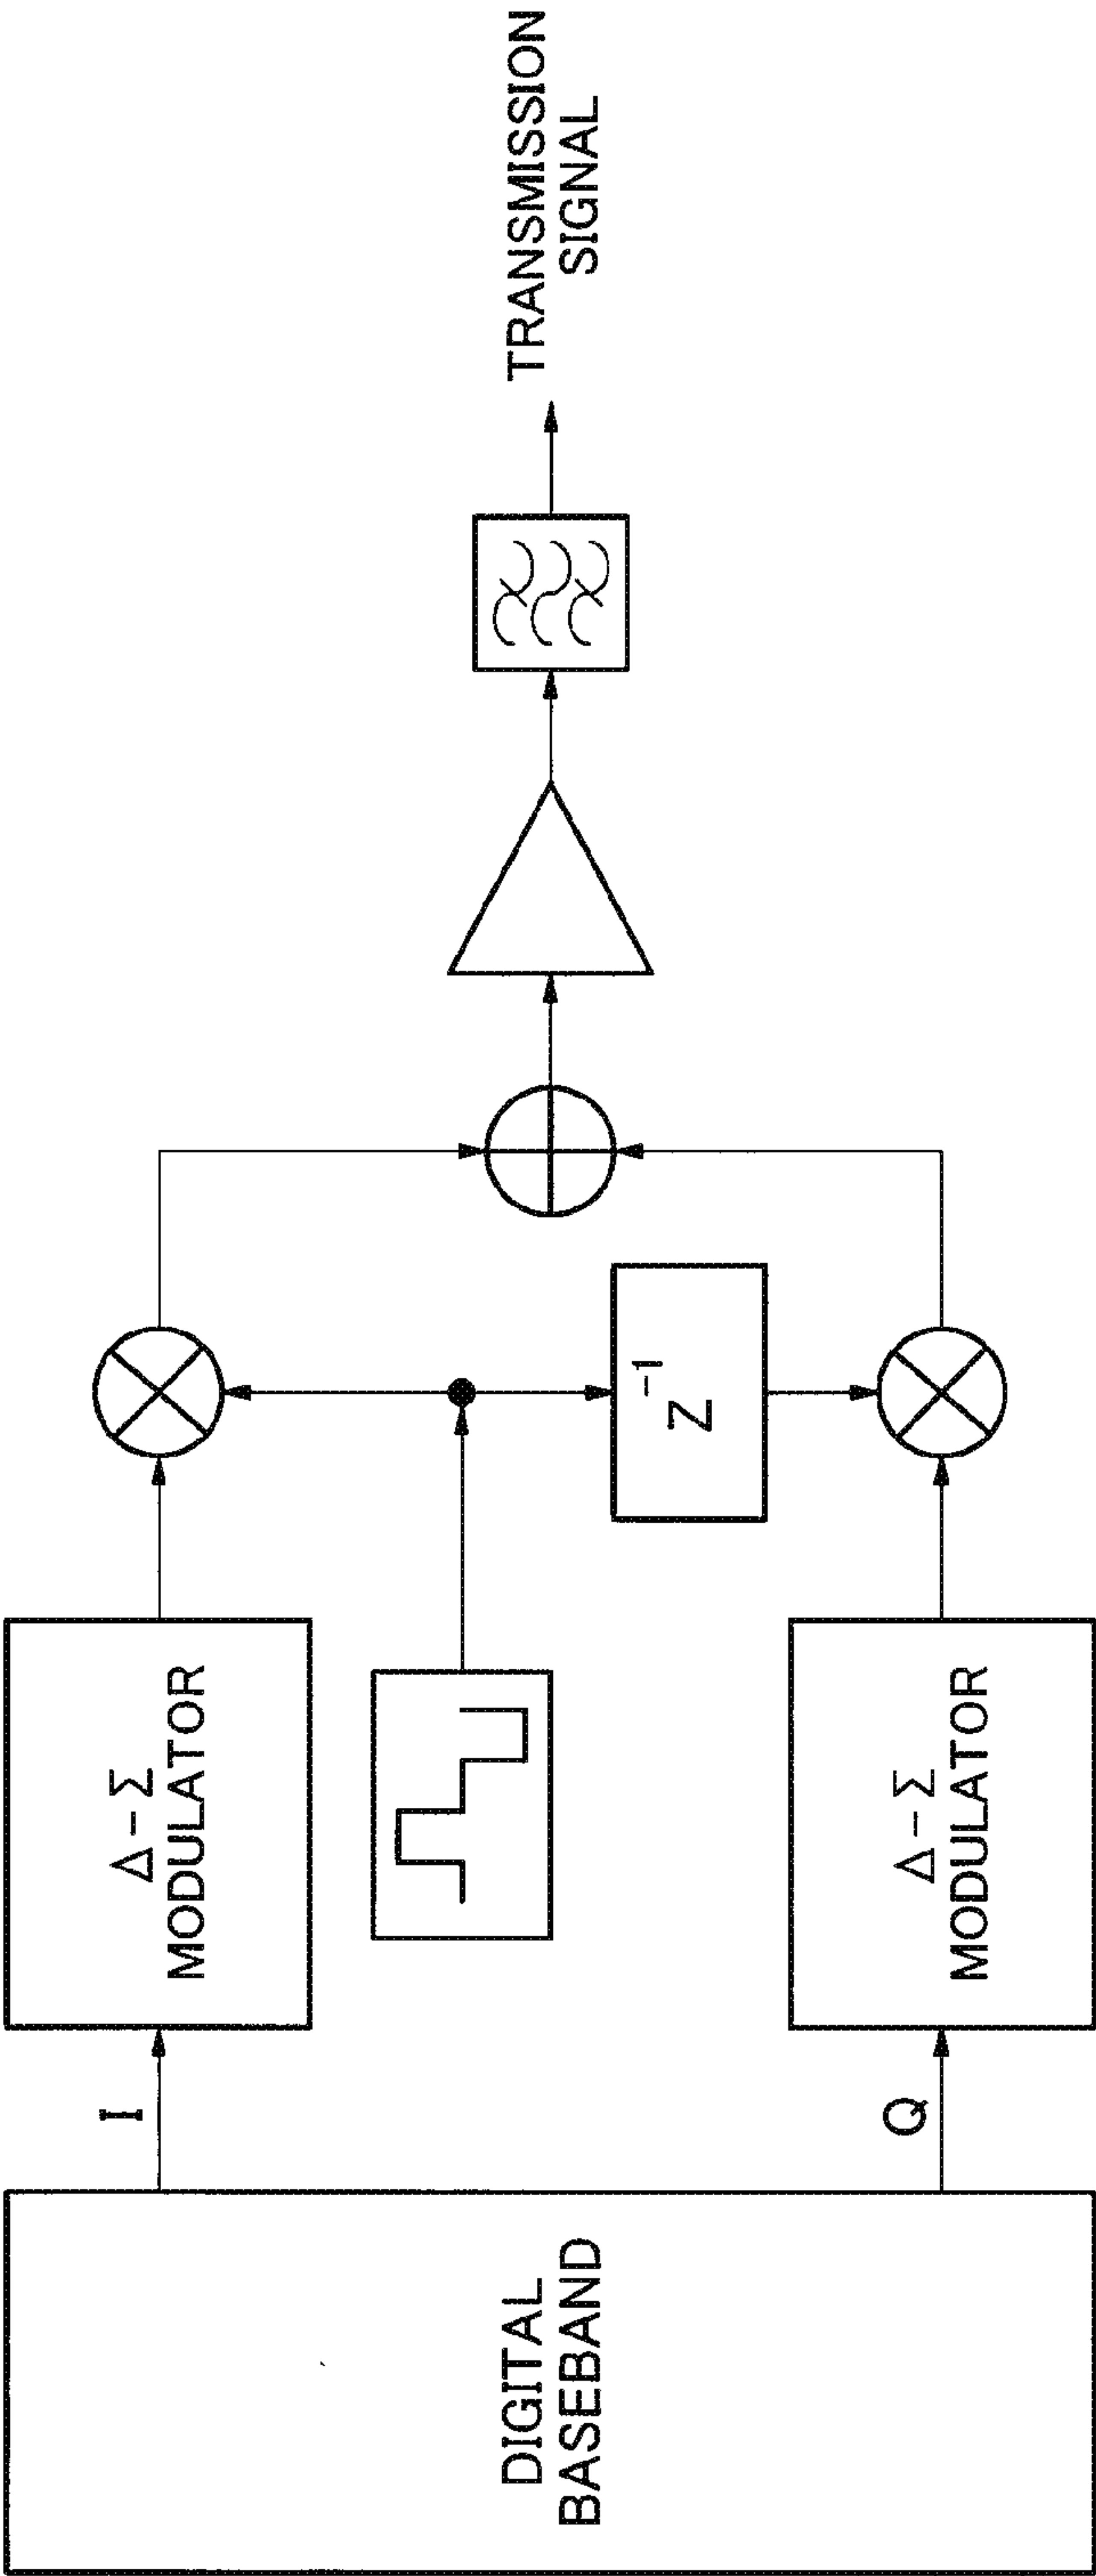 DIGITAL
BASEBAND
I
Q
Δ-Σ
MODULATOR
Δ-Σ
MODULATOR
Z⁻¹
TRANSMISSION
SIGNAL